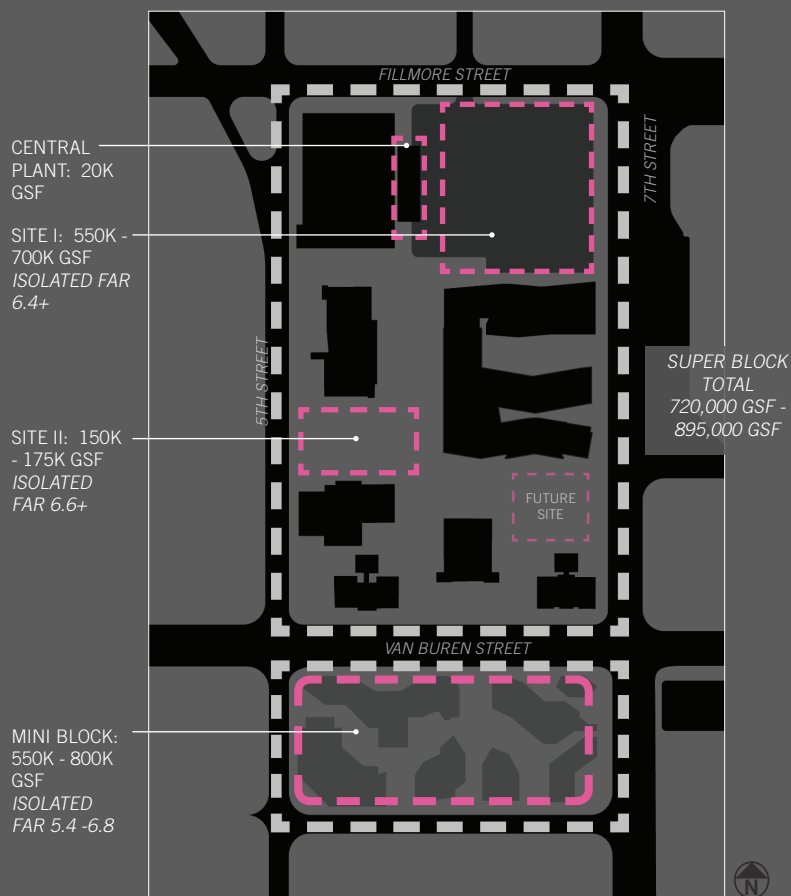 FILLMORE STREET
7TH STREET
CENTRAL
PLANT: 20K
GSF
SITE I: 550K -
700K GSF
ISOLATED FAR
6.4+
5TH STREET
SUPER BLOCK
TOTAL
720,000 GSF -
895,000 GSF
SITE II: 150K
- 175K GSF
ISOLATED
FAR 6.6+
FUTURE
SITE
VAN BUREN STREET
MINI BLOCK:
550K - 800K
GSF
ISOLATED
FAR 5.4 -6.8
N